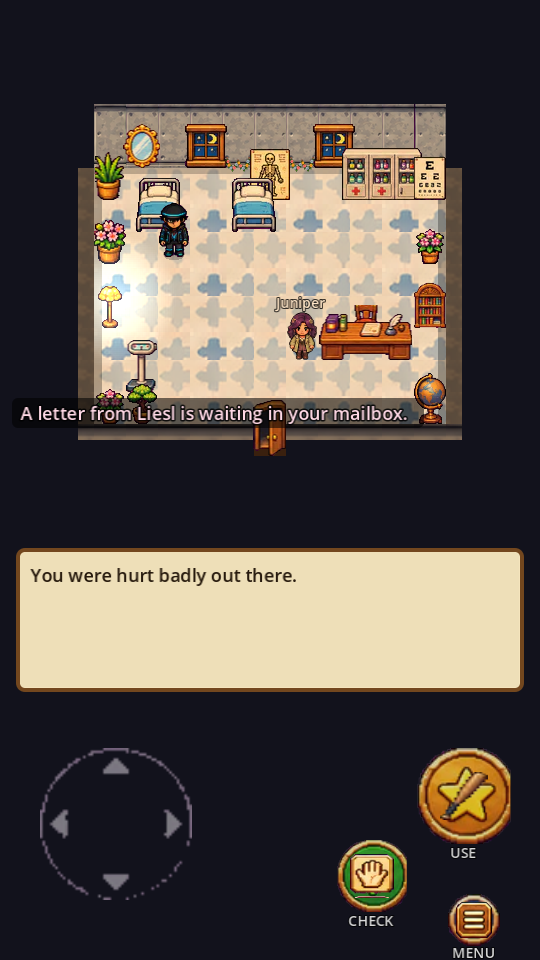 E
Juniper
A letter from Liesl is waiting in your mailbox.
You were hurt badly out there.
USE
CHECK
MENU